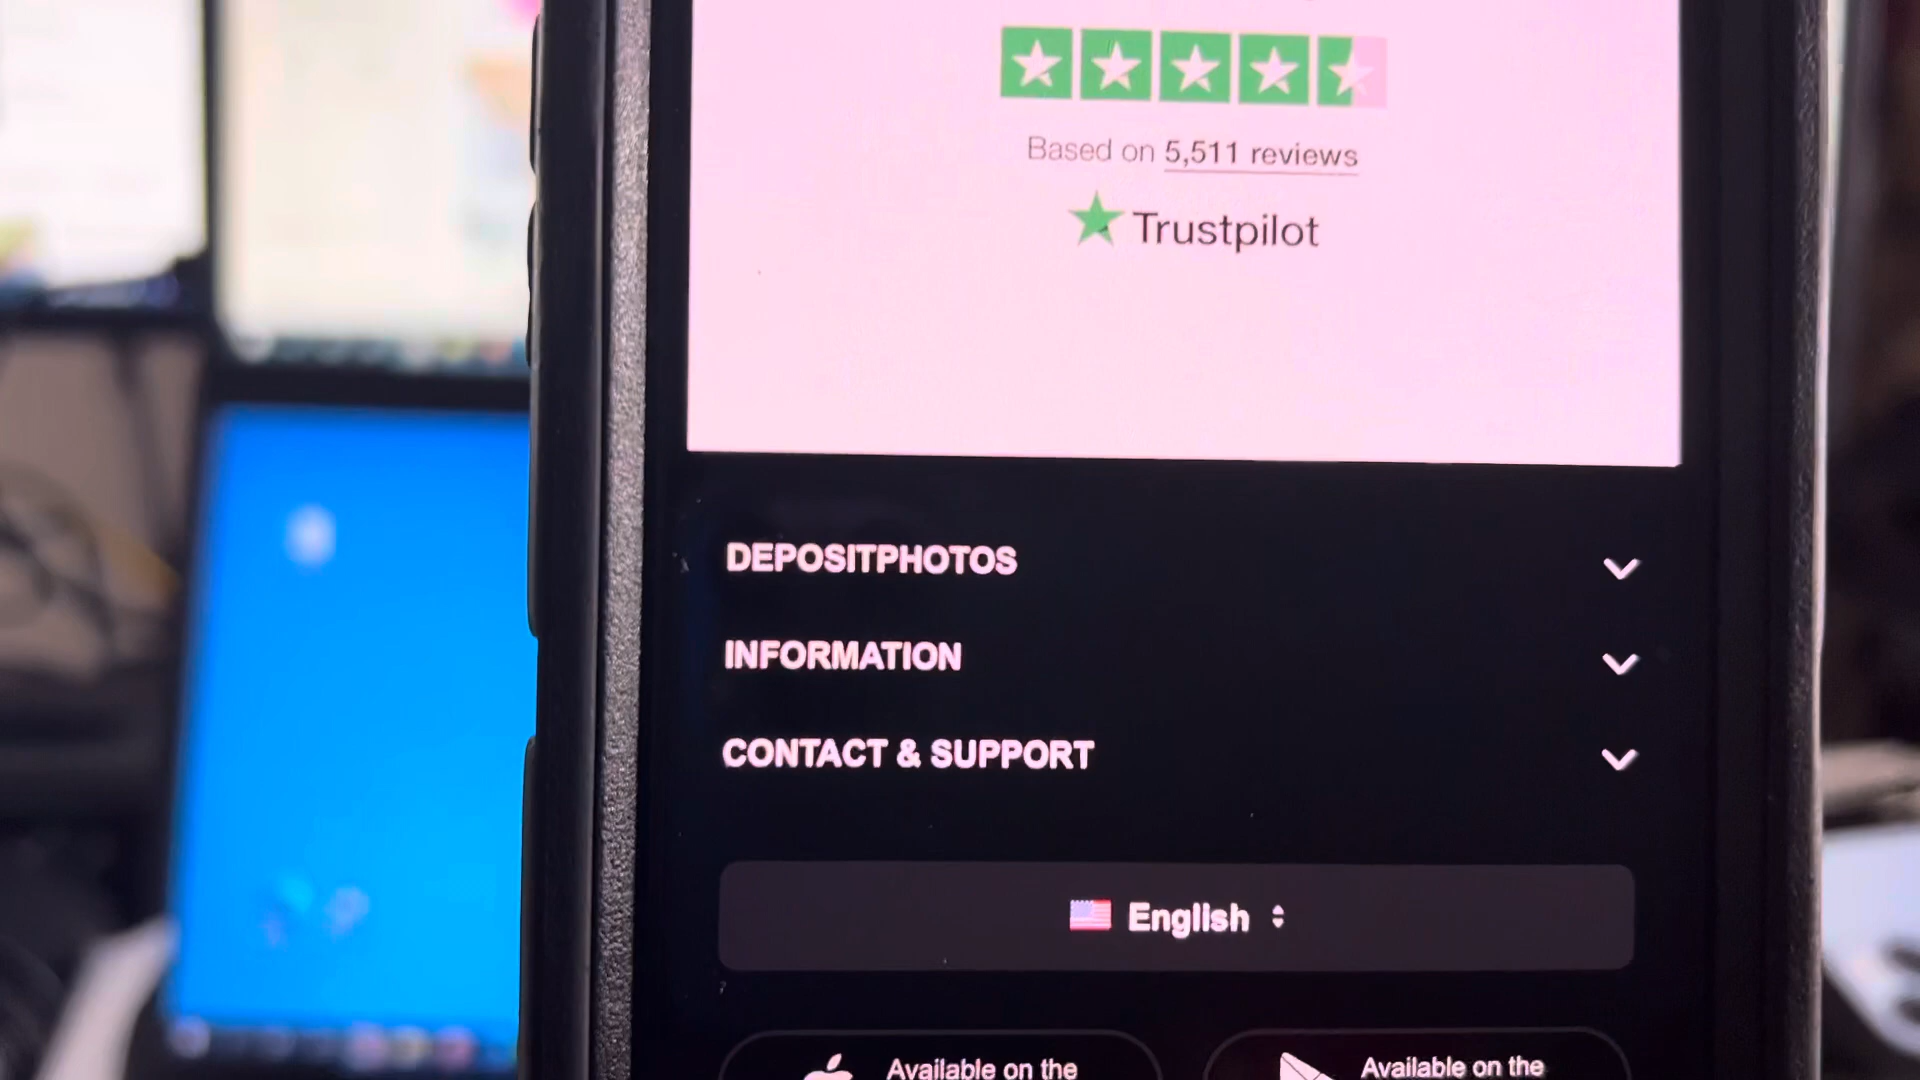 Based on 5,511 reviews
Trustpilot
DEPOSITPHOTOS
INFORMATION
CONTACT & SUPPORT
English
Available on the
Available on the